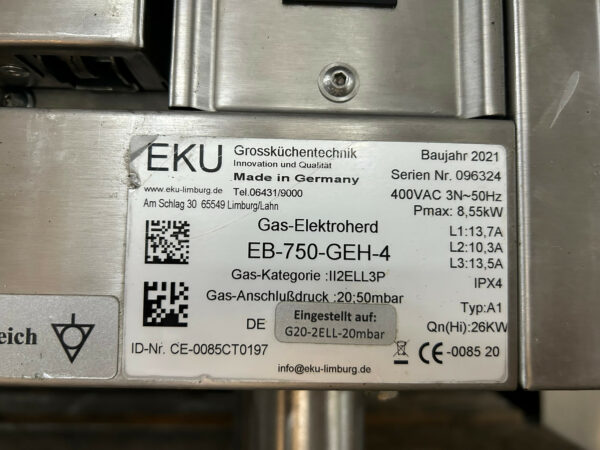 EKU
Grossküchentechnik
Innovation und Qualität
Made in Germany
www.eku-limburg.de Tel.06431/9000
Am Schlag 30 65549 Limburg/Lahn
Baujahr 2021
Serien Nr. 096324
400VAC 3N~50Hz
Pmax: 8,55kW
L1:13,7A
L2:10,3A
L3:13,5A
IPX4
Typ:A1
Qn(Hi):26KW
Gas-Elektroherd
EB-750-GEH-4
Gas-Kategorie :II2ELL3P
Gas-Anschlußdruck :20;50mbar
DE
Eingestellt auf:
G20-2ELL-20mbar
ID-Nr. CE-0085CT0197
CE-0085 20
info@eku-limburg.de
eich